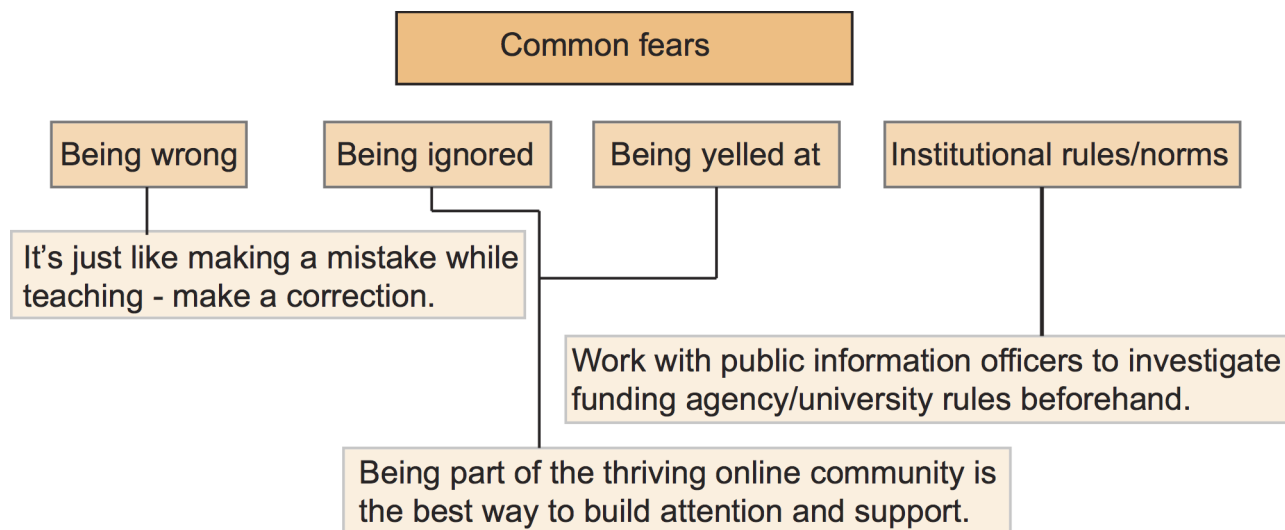 Common fears
Being wrong
Being ignored
Being yelled at
Institutional rules/norms
It's just like making a mistake while
teaching - make a correction.
Work with public information officers to investigate
funding agency/university rules beforehand.
Being part of the thriving online community is
the best way to build attention and support.